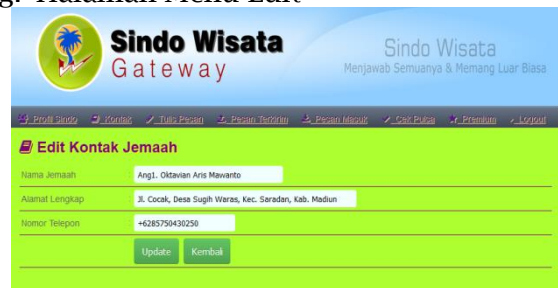 g. Halaman Menu Edit
Sindo Wisata
Gateway
Sindo Wisata
Menjawab Semuanya & Memang Luar Biasa
Profil Sindo Kontak Tulis Pesan Pesan Terkirim Pesan Masuk Cek Pulsa Premium Logout
Edit Kontak Jemaah
Nama Jemaah Ang1. Oktavian Aris Mawanto
Alamat Lengkap Jl. Cocak, Desa Sugih Waras, Kec. Saradan, Kab. Madiun
Nomor Telepon +6285750430250
Update Kembali